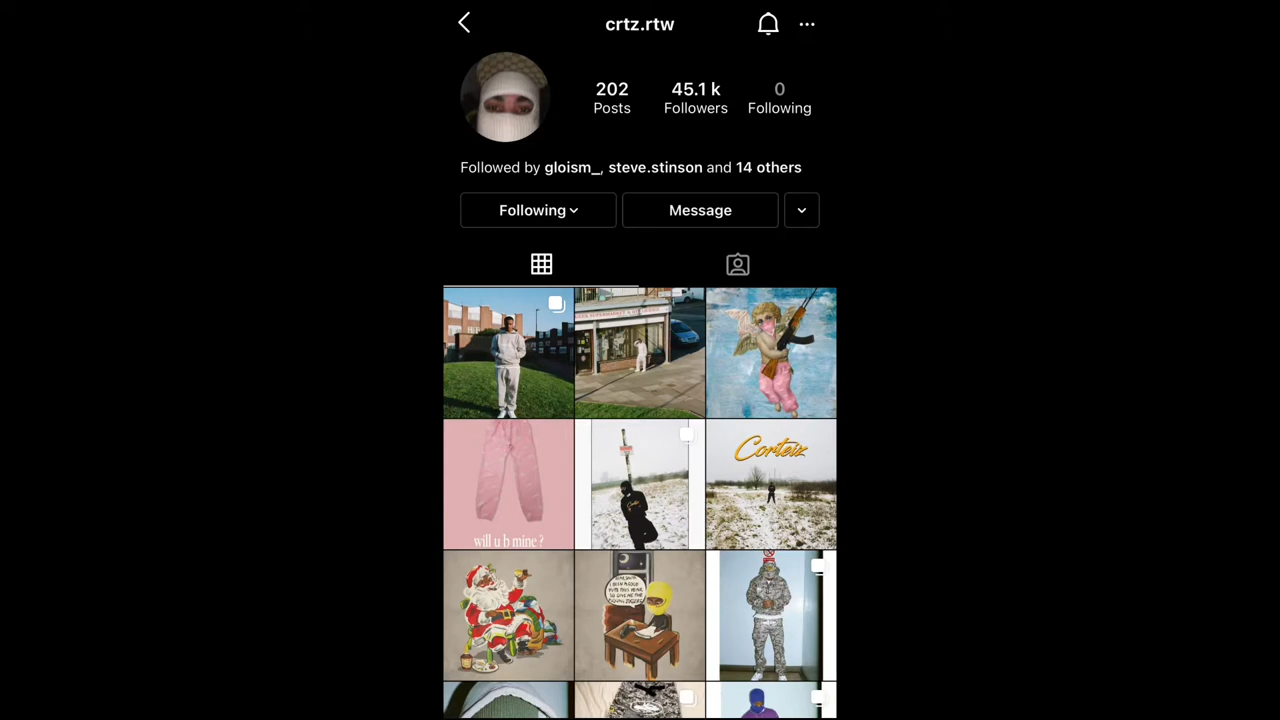 crtz.rtw
202
Posts
45.1 k
Followers
0
Following
Followed by gloism_, steve.stinson and 14 others
Following
Message
Corteiz
will u b mine ?